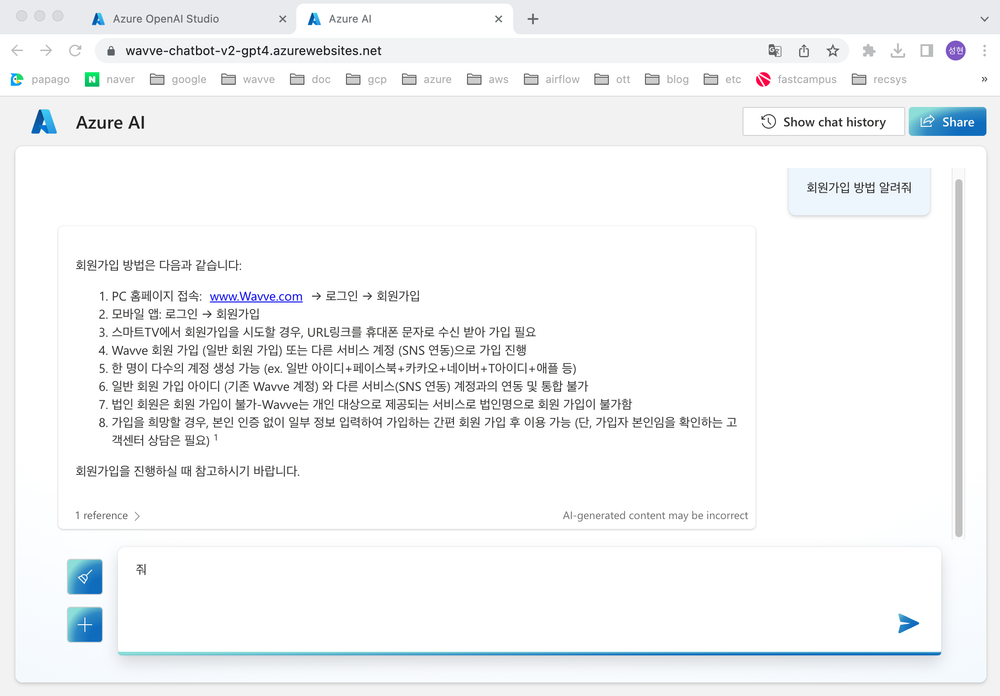 Azure OpenAI Studio
Azure AI
wavve-chatbot-v2-gpt4.azurewebsites.net
성현
papago
naver
google
wavve
doc
gcp
azure
aws
airflow
ott
blog
etc
fastcampus
recsys
»
Azure AI
Show chat history
Share
회원가입 방법 알려줘
회원가입 방법은 다음과 같습니다:
1. PC 홈페이지 접속: www.Wavve.com → 로그인 → 회원가입
2. 모바일 앱: 로그인 → 회원가입
3. 스마트TV에서 회원가입을 시도할 경우, URL링크를 휴대폰 문자로 수신 받아 가입 필요
4. Wavve 회원 가입 (일반 회원 가입) 또는 다른 서비스 계정 (SNS 연동)으로 가입 진행
5. 한 명이 다수의 계정 생성 가능 (ex. 일반 아이디+페이스북+카카오+네이버+T아이디+애플 등)
6. 일반 회원 가입 아이디 (기존 Wavve 계정) 와 다른 서비스(SNS 연동) 계정과의 연동 및 통합 불가
7. 법인 회원은 회원 가입이 불가-Wavve는 개인 대상으로 제공되는 서비스로 법인명으로 회원 가입이 불가함
8. 가입을 희망할 경우, 본인 인증 없이 일부 정보 입력하여 가입하는 간편 회원 가입 후 이용 가능 (단, 가입자 본인임을 확인하는 고
객센터 상담은 필요) 1
회원가입을 진행하실 때 참고하시기 바랍니다.
1 reference
AI-generated content may be incorrect
줘